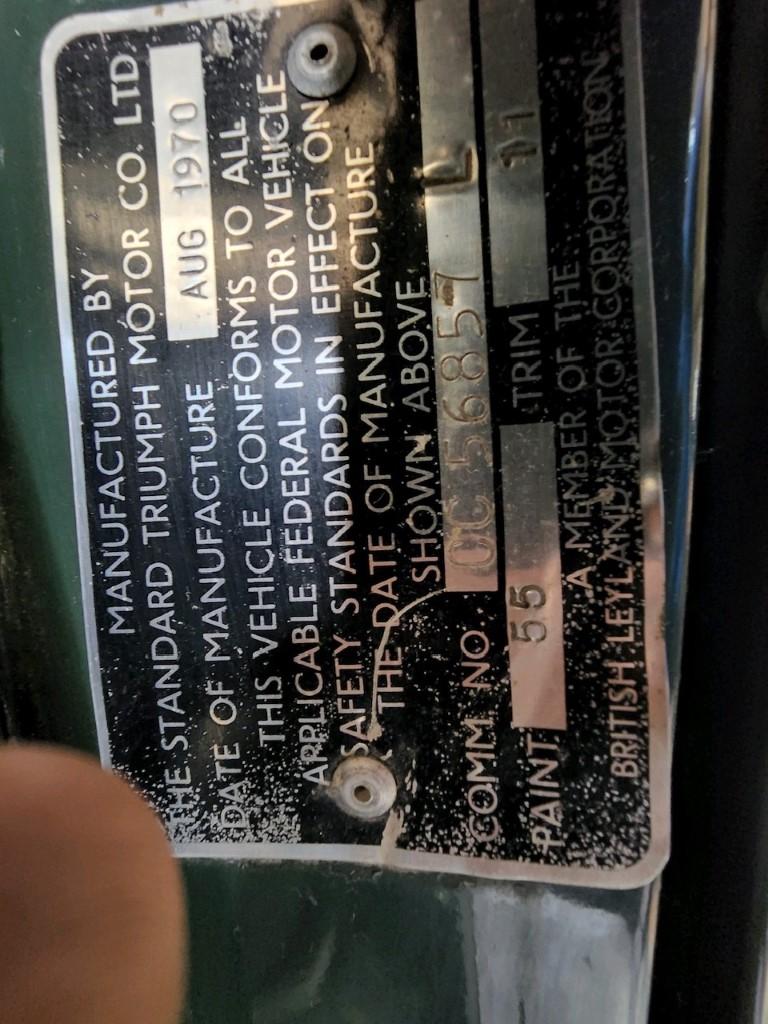 MANUFACTURED BY
THE STANDARD TRIUMPH MOTOR CO. LTD
DATE OF MANUFACTURE AUG 1970
THIS VEHICLE CONFORMS TO ALL
APPLICABLE FEDERAL MOTOR VEHICLE
SAFETY STANDARDS IN EFFECT ON
THE DATE OF MANUFACTURE
SHOWN ABOVE
COMM. NO. CC56857 L
PAINT 55 TRIM 11
A MEMBER OF THE
BRITISH LEYLAND MOTOR CORPORATION